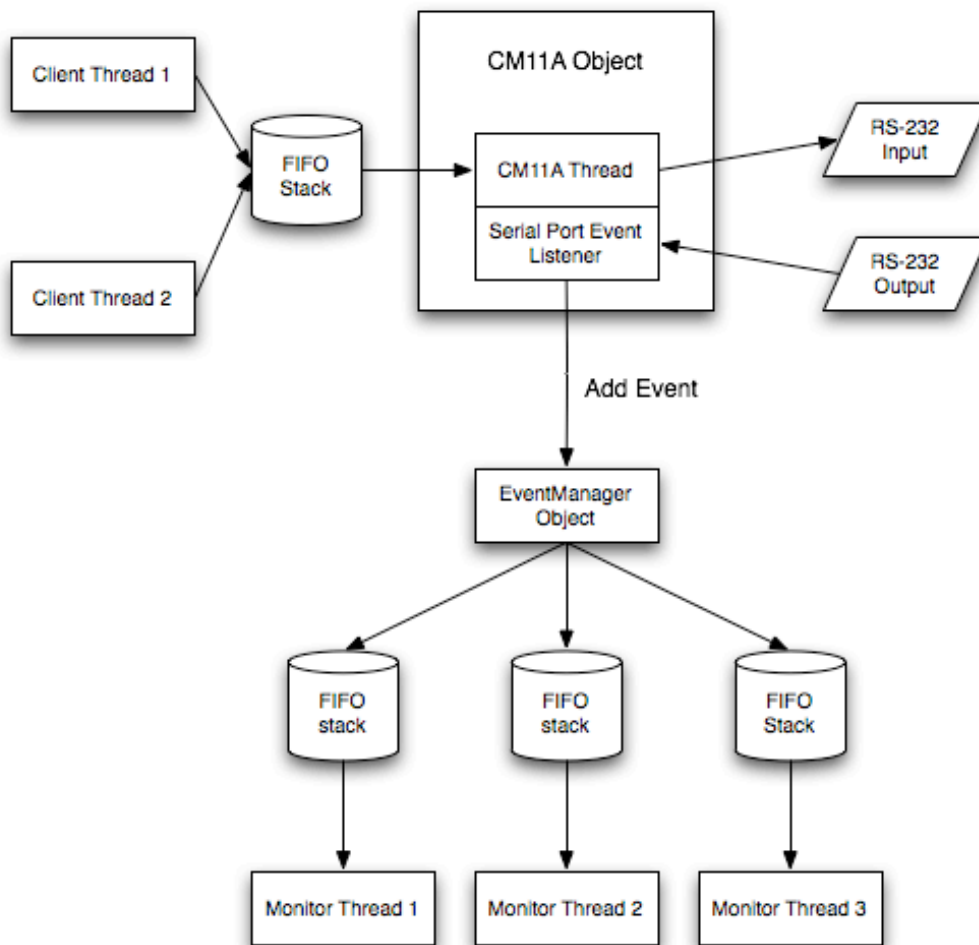 Client Thread 1
FIFO
Stack
Client Thread 2
CM11A Object
CM11A Thread
Serial Port Event
Listener
RS-232
Input
RS-232
Output
Add Event
EventManager
Object
FIFO
stack
FIFO
stack
FIFO
Stack
Monitor Thread 1
Monitor Thread 2
Monitor Thread 3